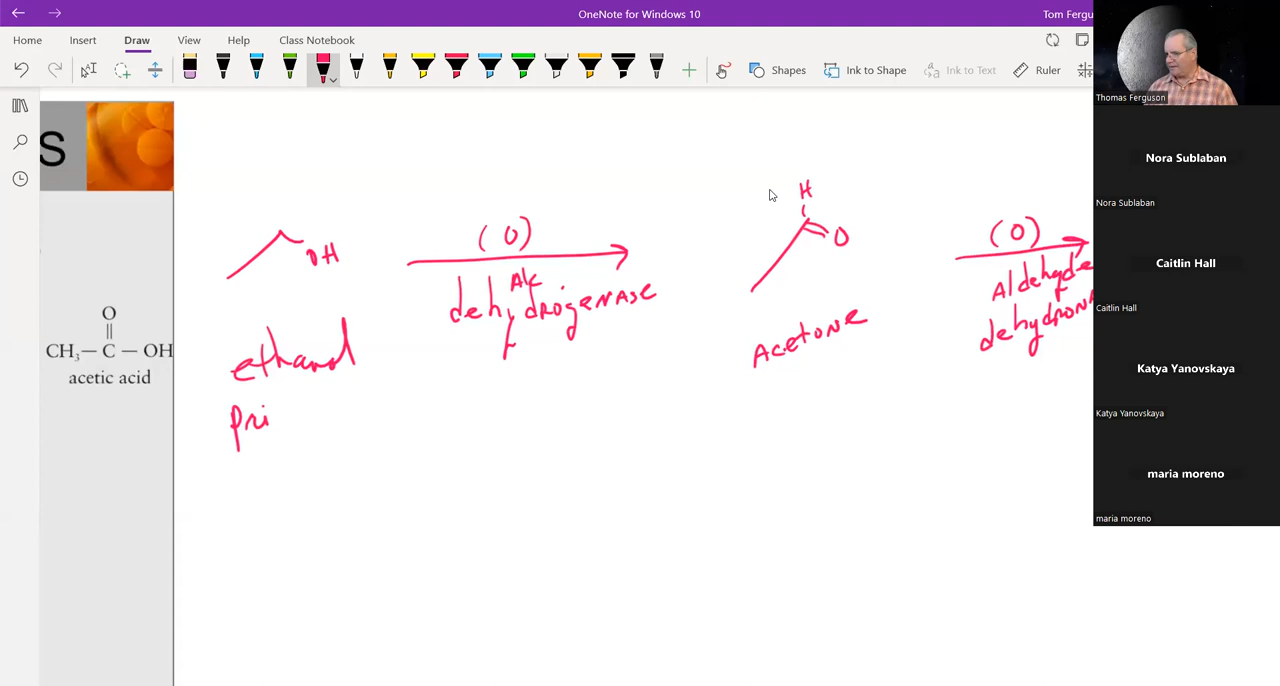 OneNote for Windows 10
Tom Fergu
Home Insert Draw View Help Class Notebook
Shapes Ink to Shape Ink to Text Ruler
Thomas Ferguson
Nora Sublaban
Nora Sublaban
Caitlin Hall
Caitlin Hall
Katya Yanovskaya
Katya Yanovskaya
maria moreno
maria moreno
S
O
CH₃— C — OH
acetic acid
OH
(O)
Alc
dehydrogenase
ethanol
pri
H
O
Acetone
(O)
Aldehyde
dehydron